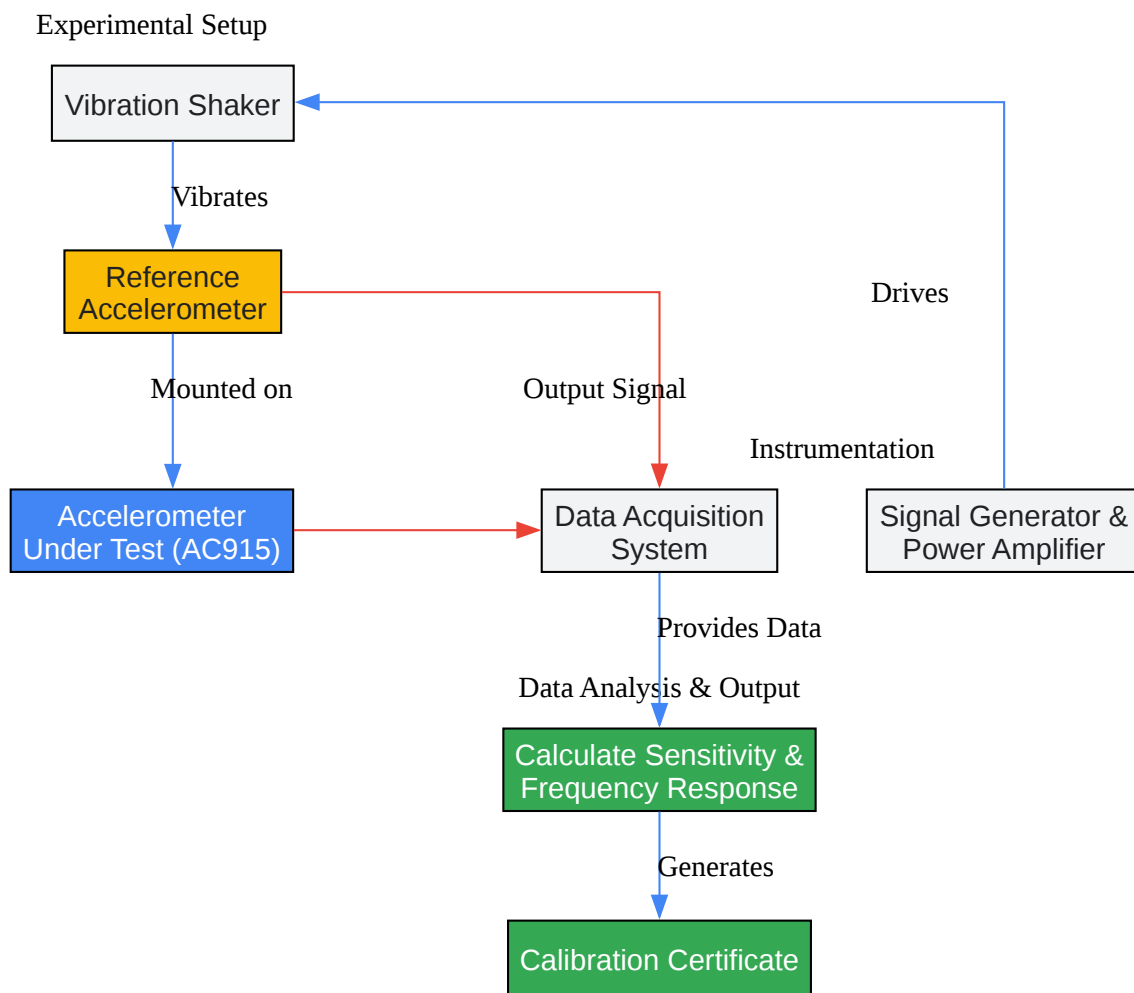 Experimental Setup
Vibration Shaker
Vibrates
Reference
Accelerometer
Drives
Mounted on
Output Signal
Instrumentation
Accelerometer
Under Test (AC915)
Data Acquisition
System
Signal Generator &
Power Amplifier
Provides Data
Data Analysis & Output
Calculate Sensitivity &
Frequency Response
Generates
Calibration Certificate